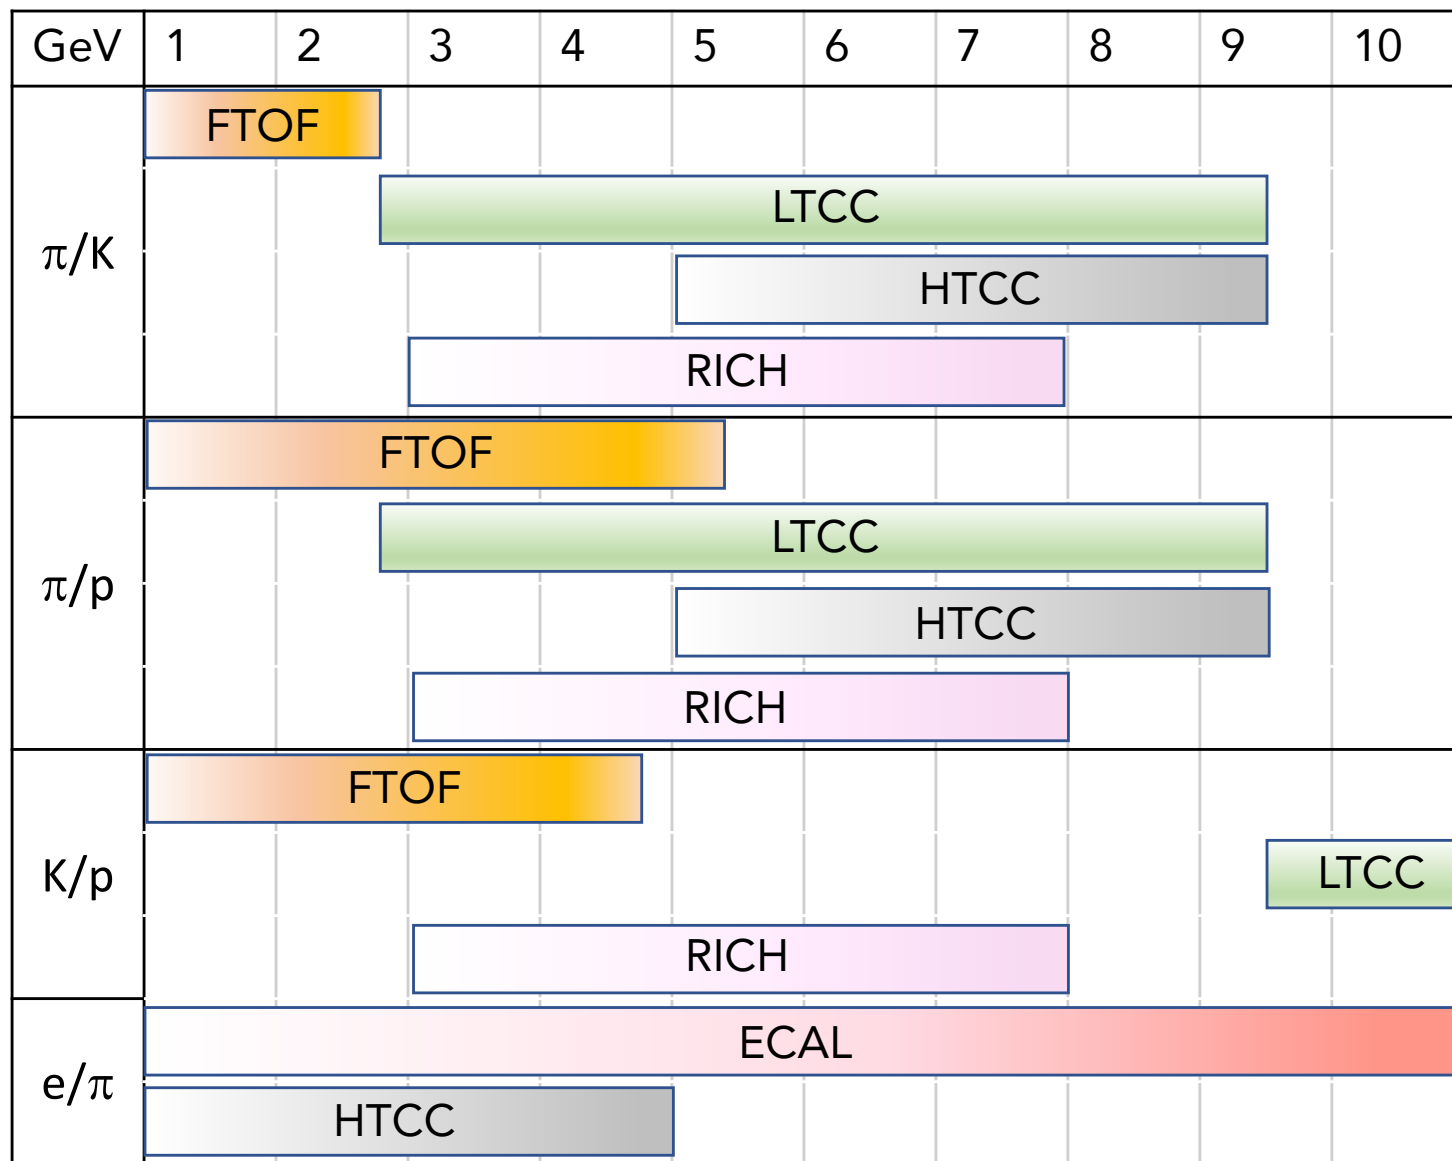 GeV 1 2 3 4 5 6 7 8 9 10
FTOF
LTCC
π/K
HTCC
RICH
FTOF
LTCC
π/p
HTCC
RICH
FTOF
K/p
LTCC
RICH
ECAL
e/π
HTCC